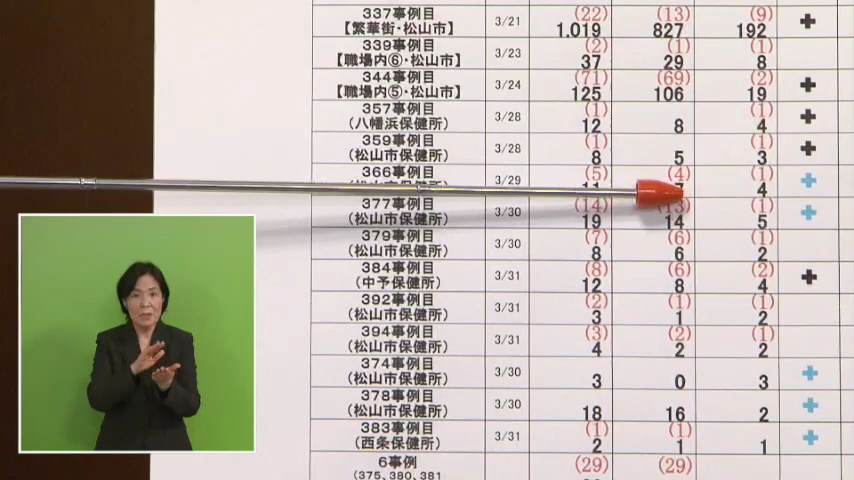 337事例目 3/21 (22) (13) (9)
【繁華街・松山市】 1.019 827 192 +
339事例目 3/23 (2) (1) (1)
【職場内⑥・松山市】 37 29 8
344事例目 3/24 (71) (69) (2)
【職場内⑤・松山市】 125 106 19 +
357事例目 3/28 (1) (1)
(八幡浜保健所) 12 8 4 +
359事例目 3/28 (1) (1)
(松山市保健所) 8 5 3 +
366事例目 3/29 (5) (4) (1)
4 +
377事例目 3/30 (14) (13) (1)
(松山市保健所) 19 14 5 +
379事例目 3/30 (7) (6) (1)
(松山市保健所) 8 6 2
384事例目 3/31 (8) (6) (2)
(中予保健所) 12 8 4 +
392事例目 3/31 (2) (1) (1)
(松山市保健所) 3 1 2
394事例目 3/31 (3) (2) (1)
(松山市保健所) 4 2 2
374事例目 3/30
(松山市保健所) 3 0 3 +
378事例目 3/30
(松山市保健所) 18 16 2 +
383事例目 3/31 (1) (1)
(西条保健所) 2 1 1 +
6事例 (29) (29)
(375、380、381